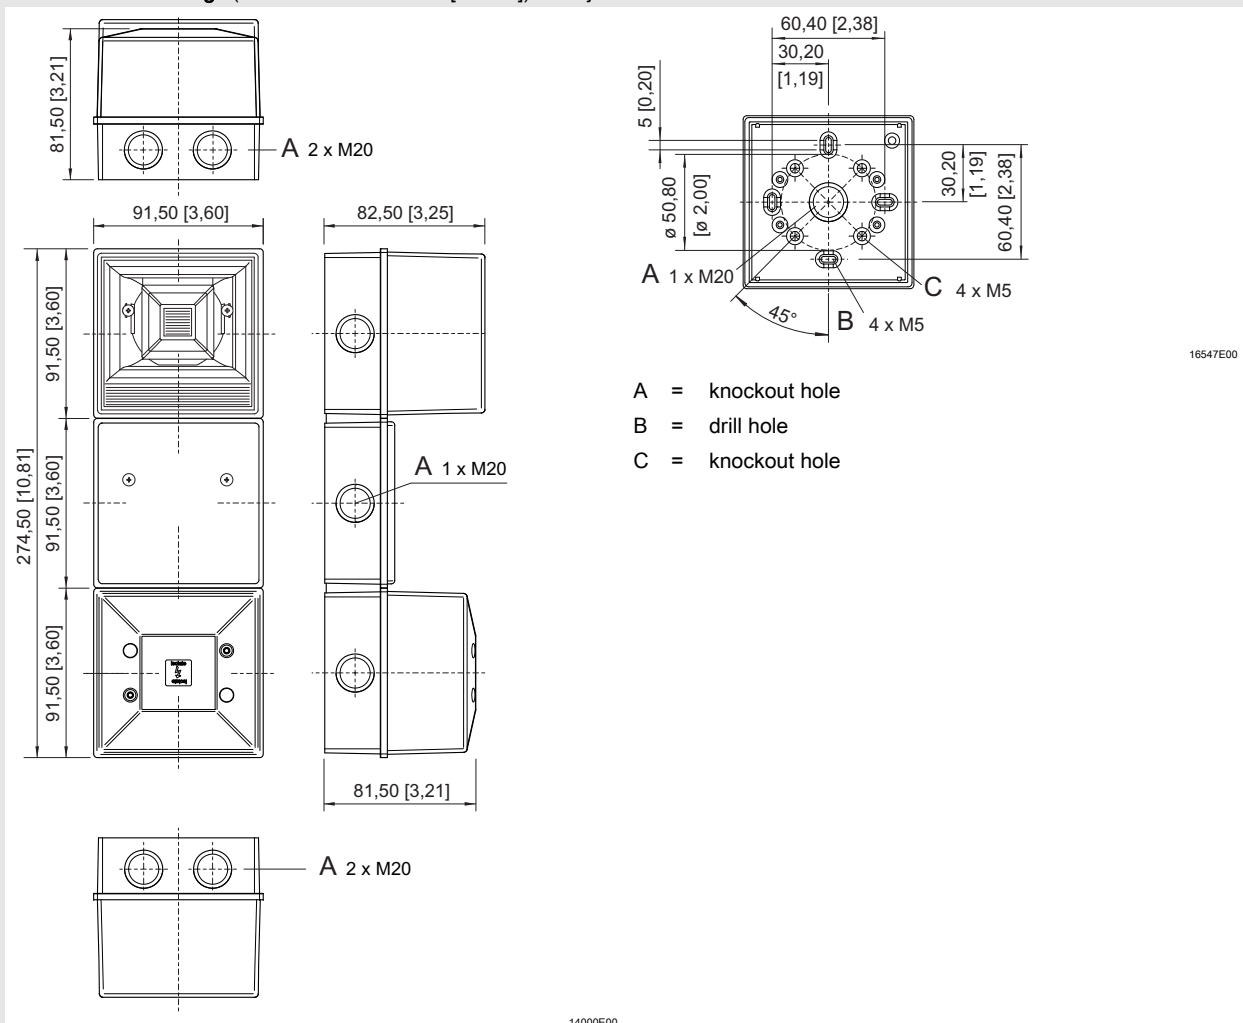 81,50 [3,21]
A 2 x M20
91,50 [3,60]
82,50 [3,25]
274,50 [10,81]
91,50 [3,60]
91,50 [3,60]
91,50 [3,60]
A 1 x M20
81,50 [3,21]
A 2 x M20
14000E00
60,40 [2,38]
30,20
[1,19]
5 [0,20]
ø 50,80
[ø 2,00]
30,20
[1,19]
60,40 [2,38]
A 1 x M20
C 4 x M5
45°
B 4 x M5
16547E00
A = knockout hole
B = drill hole
C = knockout hole